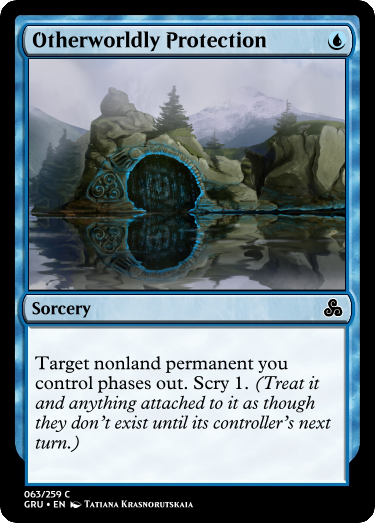 Otherworldly Protection
Sorcery
Target nonland permanent you
control phases out. Scry 1. (Treat it
and anything attached to it as though
they don't exist until its controller's next
turn.)
063/259 C
GRU • EN Tatiana Krasnorutskaia